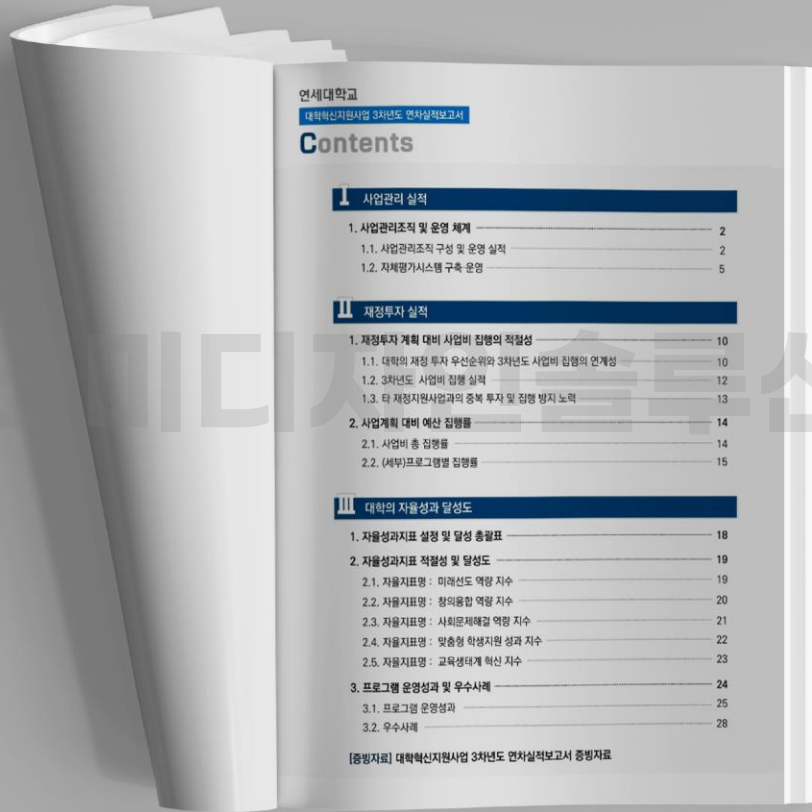 연세대학교
대학혁신지원사업 3차년도 연차실적보고서
Contents
Ⅰ 사업관리 실적
1. 사업관리조직 및 운영 체계 2
1.1. 사업관리조직 구성 및 운영 실적 2
1.2. 자체평가시스템 구축·운영 5
Ⅱ 재정투자 실적
1. 재정투자 계획 대비 사업비 집행의 적절성 10
1.1. 대학의 재정 투자 우선순위와 3차년도 사업비 집행의 연계성 10
1.2. 3차년도 사업비 집행 실적 12
1.3. 타 재정지원사업과의 중복 투자 및 집행 방지 노력 13
2. 사업계획 대비 예산 집행률 14
2.1. 사업비 총 집행률 14
2.2. (세부)프로그램별 집행률 15
Ⅲ 대학의 자율성과 달성도
1. 자율성과지표 설정 및 달성 총괄표 18
2. 자율성과지표 적절성 및 달성도 19
2.1. 자율지표명 : 미래선도 역량 지수 19
2.2. 자율지표명 : 창의융합 역량 지수 20
2.3. 자율지표명 : 사회문제해결 역량 지수 21
2.4. 자율지표명 : 맞춤형 학생지원 성과 지수 22
2.5. 자율지표명 : 교육생태계 혁신 지수 23
3. 프로그램 운영성과 및 우수사례 24
3.1. 프로그램 운영성과 25
3.2. 우수사례 28
[증빙자료] 대학혁신지원사업 3차년도 연차실적보고서 증빙자료